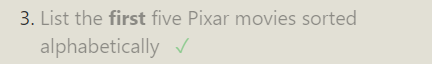 3. List the first five Pixar movies sorted
alphabetically ✓